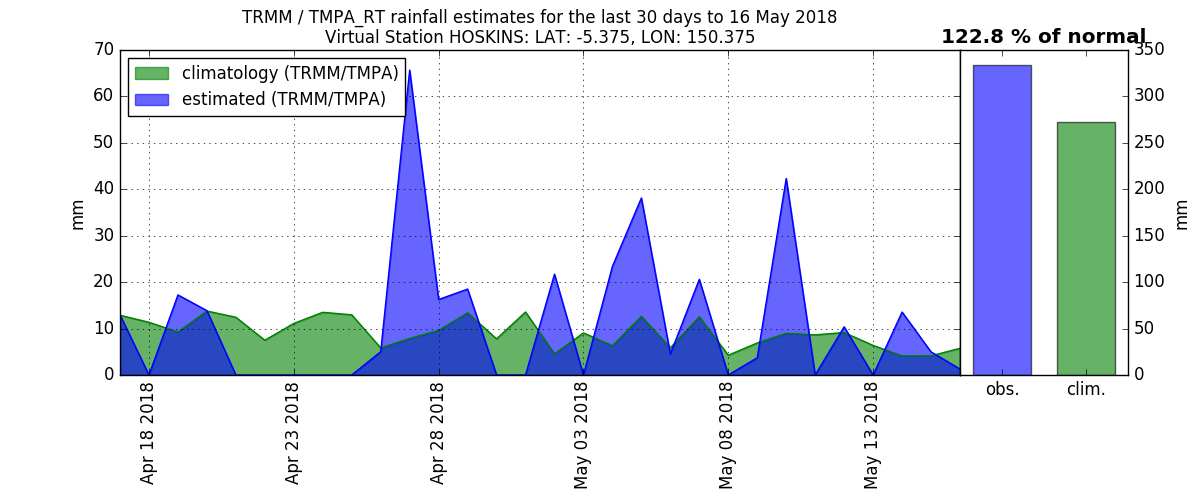 TRMM / TMPA_RT rainfall estimates for the last 30 days to 16 May 2018
Virtual Station HOSKINS: LAT: -5.375, LON: 150.375
122.8 % of normal
climatology (TRMM/TMPA)
estimated (TRMM/TMPA)
70
60
50
40
30
20
10
0
mm
Apr 18 2018
Apr 23 2018
Apr 28 2018
May 03 2018
May 08 2018
May 13 2018
obs.
clim.
350
300
250
200
150
100
50
0
mm